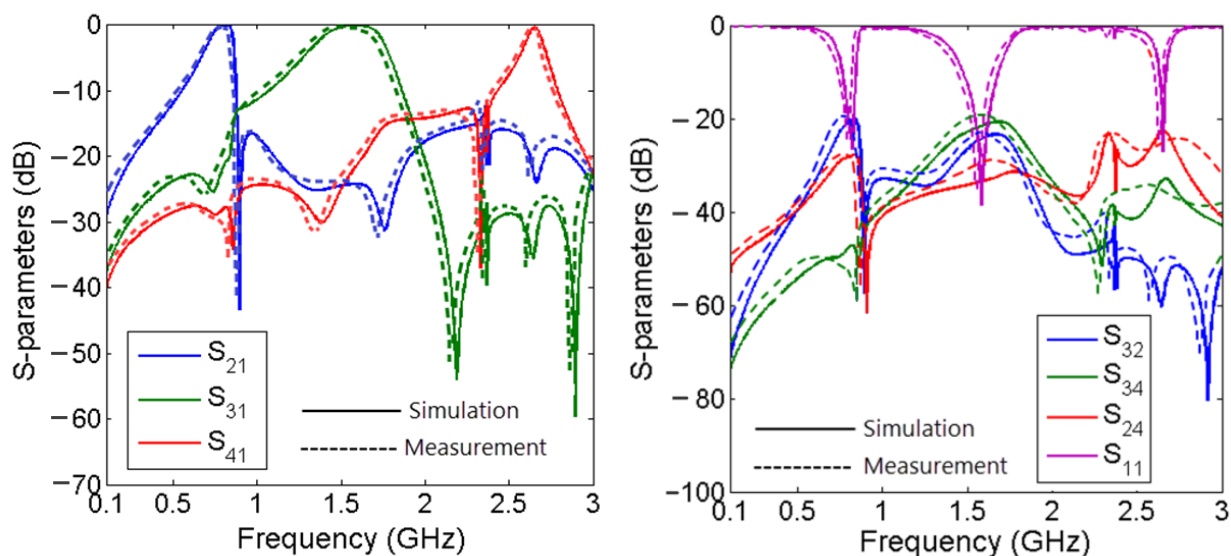 S-parameters (dB)
0
−10
−20
−30
−40
−50
−60
−70
0.1
0.5
1
1.5
2
2.5
3
Frequency (GHz)
S21
S31
S41
Simulation
Measurement
S-parameters (dB)
0
−20
−40
−60
−80
−100
0.1
0.5
1
1.5
2
2.5
3
Frequency (GHz)
S32
S34
S24
S11
Simulation
Measurement